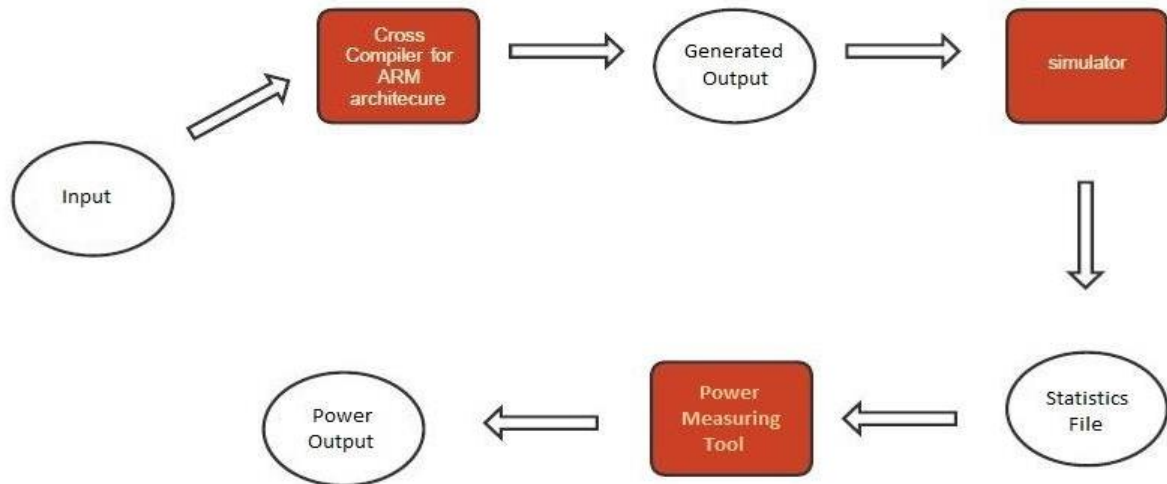 Input
Cross
Compiler for
ARM
architecure
Generated
Output
simulator
Statistics
File
Power
Measuring
Tool
Power
Output